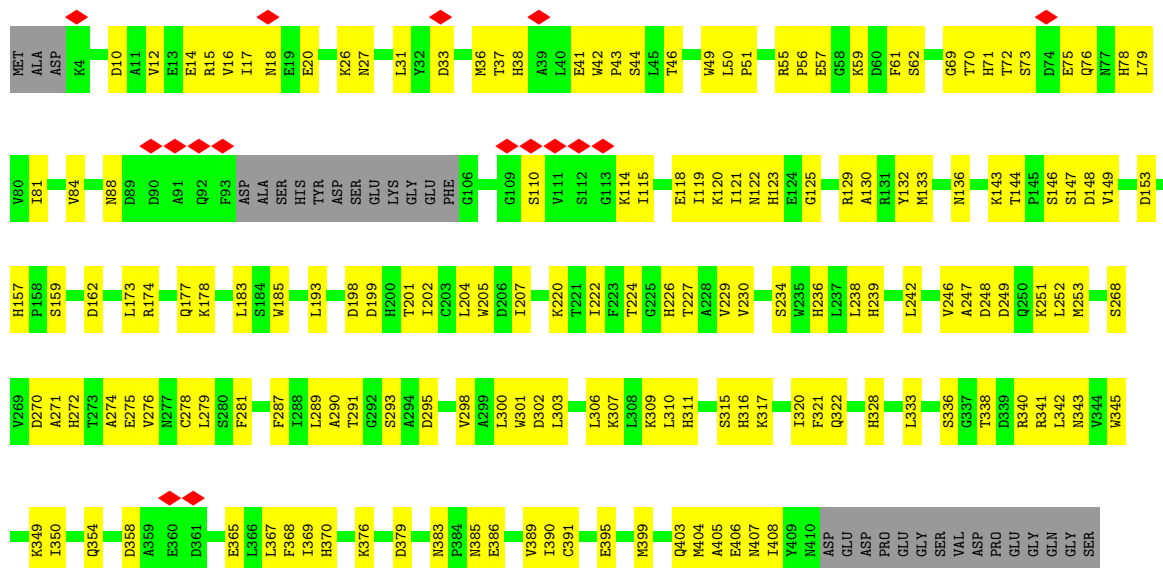 MET ALA ASP K4 D10 A11 V12 E13 E14 R15 V16 I17 N18 E19 E20 K26 N27 L31 Y32 D33 M36 T37 H38 A39 L40 E41 W42 P43 S44 L45 T46 W49 L50 P51 R55 P56 E57 G58 K59 D60 F61 S62 G69 T70 H71 T72 S73 D74 E75 Q76 N77 H78 L79
V80 I81 V84 N88 D89 D90 A91 Q92 F93 ASP ALA SER HIS TYR ASP SER GLU LYS GLY GLU PHE G106 G109 S110 V111 S112 G113 K114 I115 E118 I119 K120 I121 N122 H123 E124 G125 R129 A130 R131 Y132 M133 N136 K143 T144 P145 S146 S147 D148 V149 D153
H157 P158 S159 D162 L173 R174 Q177 K178 L183 S184 W185 L193 D198 D199 H200 T201 I202 C203 L204 W205 D206 I207 K220 T221 I222 F223 T224 G225 H226 T227 A228 V229 V230 S234 W235 H236 L237 L238 H239 L242 V246 A247 D248 D249 Q250 K251 L252 M253 S268
V269 D270 A271 H272 T273 A274 E275 V276 N277 C278 L279 S280 F281 F287 I288 L289 A290 T291 G292 S293 A294 D295 V298 A299 L300 W301 D302 L303 L306 K307 L308 K309 L310 H311 S315 H316 K317 I320 F321 Q322 H328 L333 S336 G337 T338 D339 R340 R341 L342 N343 V344 W345
K349 I350 Q354 D358 A359 E360 D361 E365 L366 L367 F368 I369 H370 K376 D379 N383 P384 N385 E386 V389 I390 C391 E395 M399 Q403 M404 A405 E406 N407 I408 Y409 N410 ASP GLU ASP PRO GLU GLY SER VAL ASP PRO GLU GLY GLN GLY SER